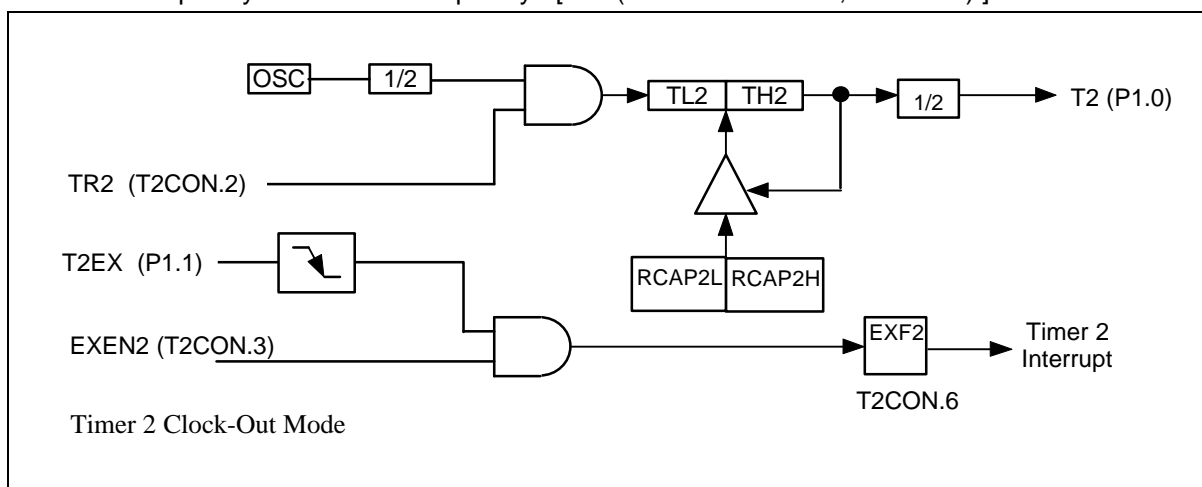 OSC
1/2
TL2
TH2
1/2
T2 (P1.0)
TR2 (T2CON.2)
T2EX (P1.1)
RCAP2L
RCAP2H
EXEN2 (T2CON.3)
EXF2
Timer 2
Interrupt
T2CON.6
Timer 2 Clock-Out Mode